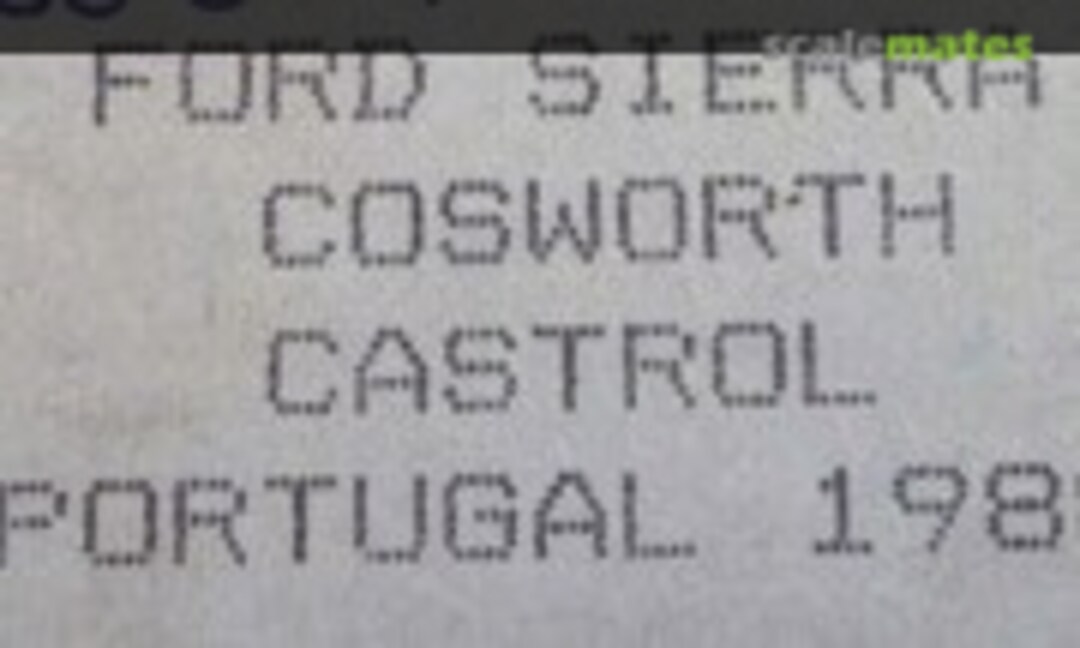 scalemates
FORD SIERRA
COSWORTH
CASTROL
PORTUGAL 198